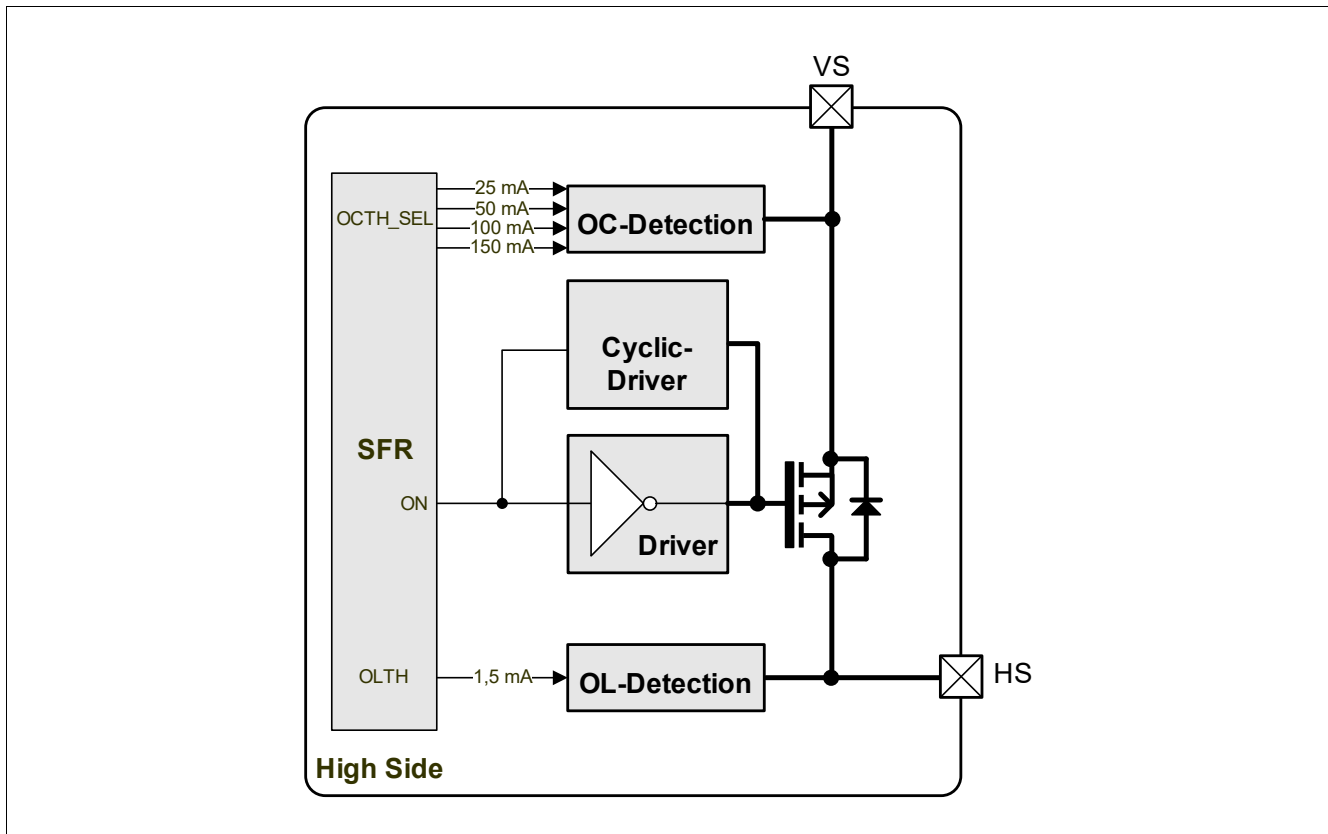 VS
25 mA
50 mA
OCTH_SEL
100 mA
150 mA
OC-Detection
Cyclic-
Driver
SFR
ON
Driver
OLTH
1,5 mA
OL-Detection
HS
High Side